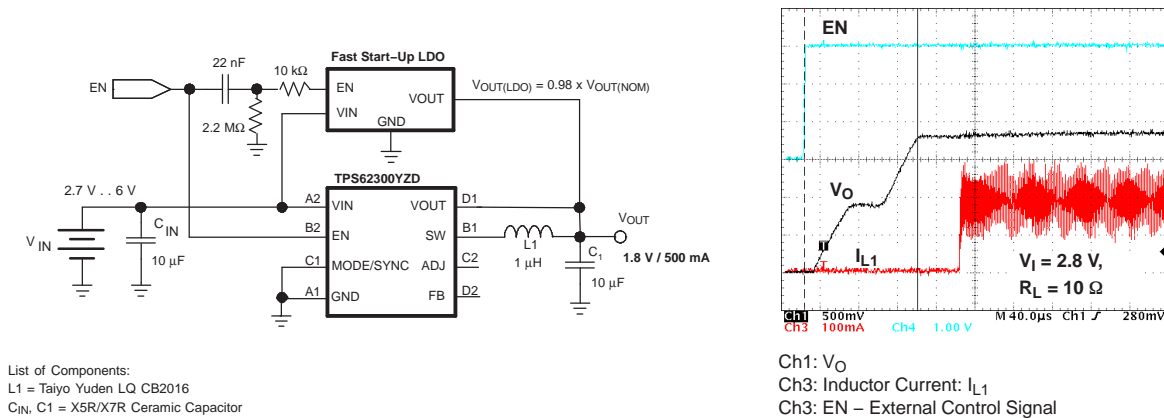 Fast Start–Up LDO
22 nF
10 kΩ
EN
EN
VOUT
VOUT(LDO) = 0.98 x VOUT(NOM)
VIN
GND
2.2 MΩ
TPS62300YZD
2.7 V . . 6 V
A2
VIN
VOUT
D1
VOUT
C IN
B2
EN
SW
B1
L1
C1
V IN
10 μF
C1
MODE/SYNC
ADJ
C2
1 μH
10 μF
1.8 V / 500 mA
A1
GND
FB
D2
List of Components:
L1 = Taiyo Yuden LQ CB2016
CIN, C1 = X5R/X7R Ceramic Capacitor
EN
VO
IL1
T
T
VI = 2.8 V,
RL = 10 Ω
Ch1 500mV M 40.0μs Ch1 ʃ 280mV
Ch3 100mA Ch4 1.00 V
Ch1: VO
Ch3: Inductor Current: IL1
Ch3: EN – External Control Signal